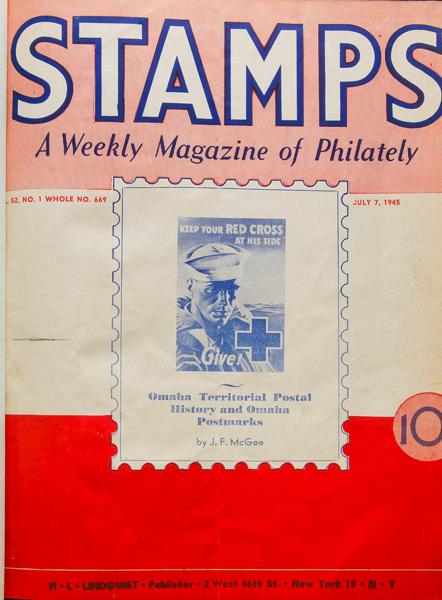 STAMPS
A Weekly Magazine of Philately
. 52, NO. 1 WHOLE NO. 669
JULY 7, 1945
KEEP YOUR RED CROSS
AT HIS SIDE
Give!
Omaha Territorial Postal
History and Omaha
Postmarks
by J. F. McGee
10
M • L • LINDQUIST • Publisher • 2 West 46th St. • New York 19 • N • Y